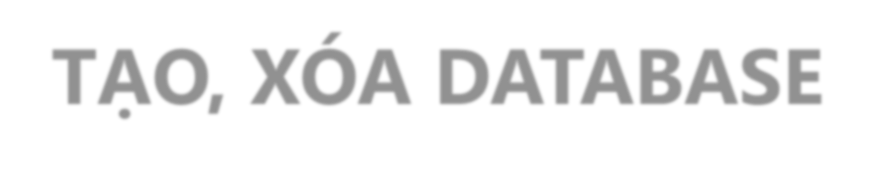 TẠO, XÓA DATABASE